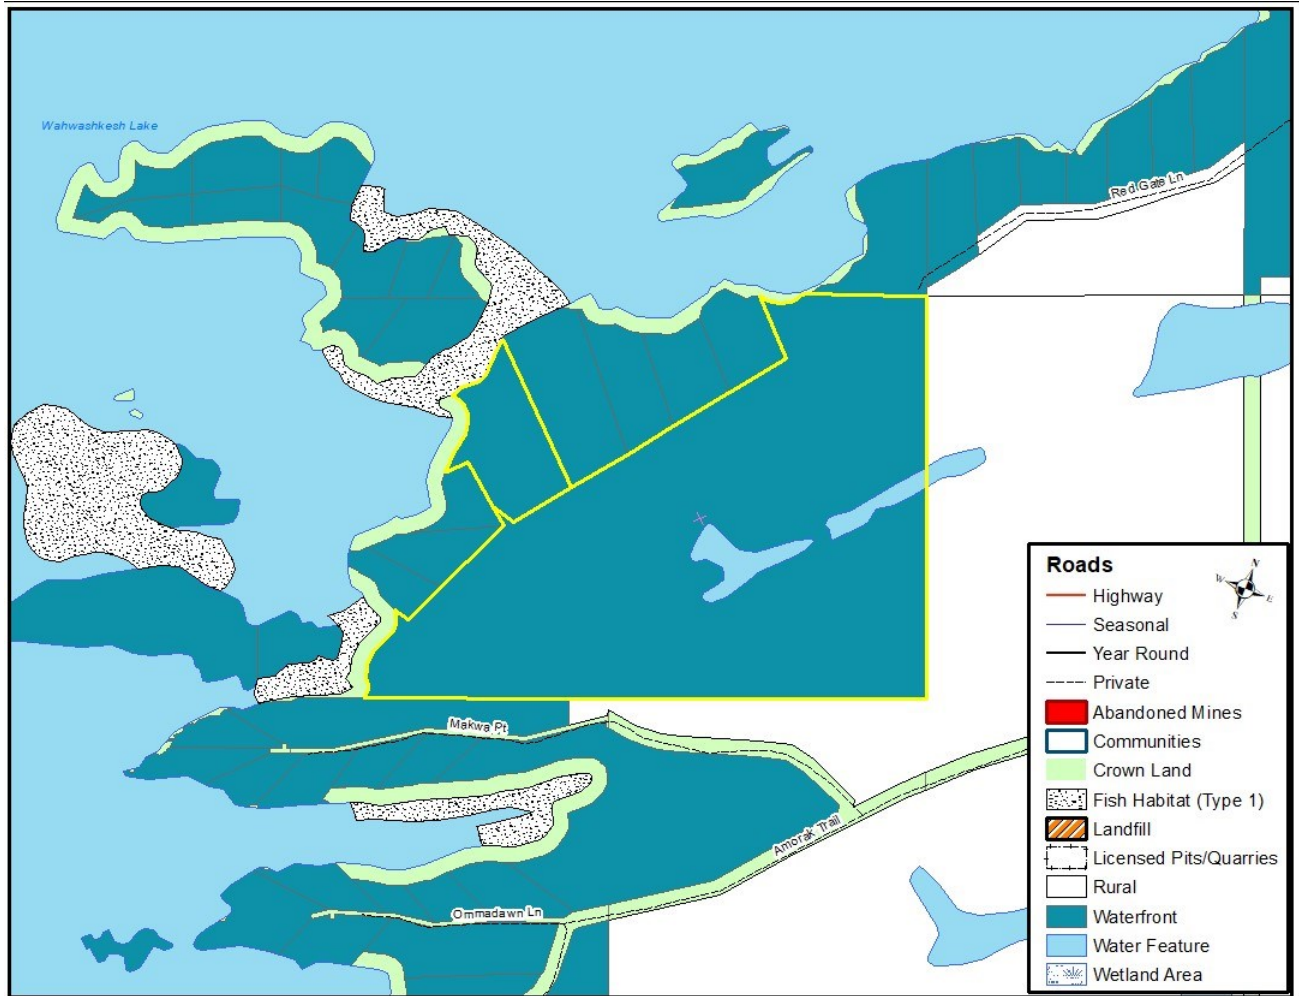 Wahwashkesh Lake
Red Gate Ln
Makwa Pt
Amorak Trail
Ommadawn Ln
Roads
N
W
E
S
Highway
Seasonal
Year Round
Private
Abandoned Mines
Communities
Crown Land
Fish Habitat (Type 1)
Landfill
Licensed Pits/Quarries
Rural
Waterfront
Water Feature
Wetland Area